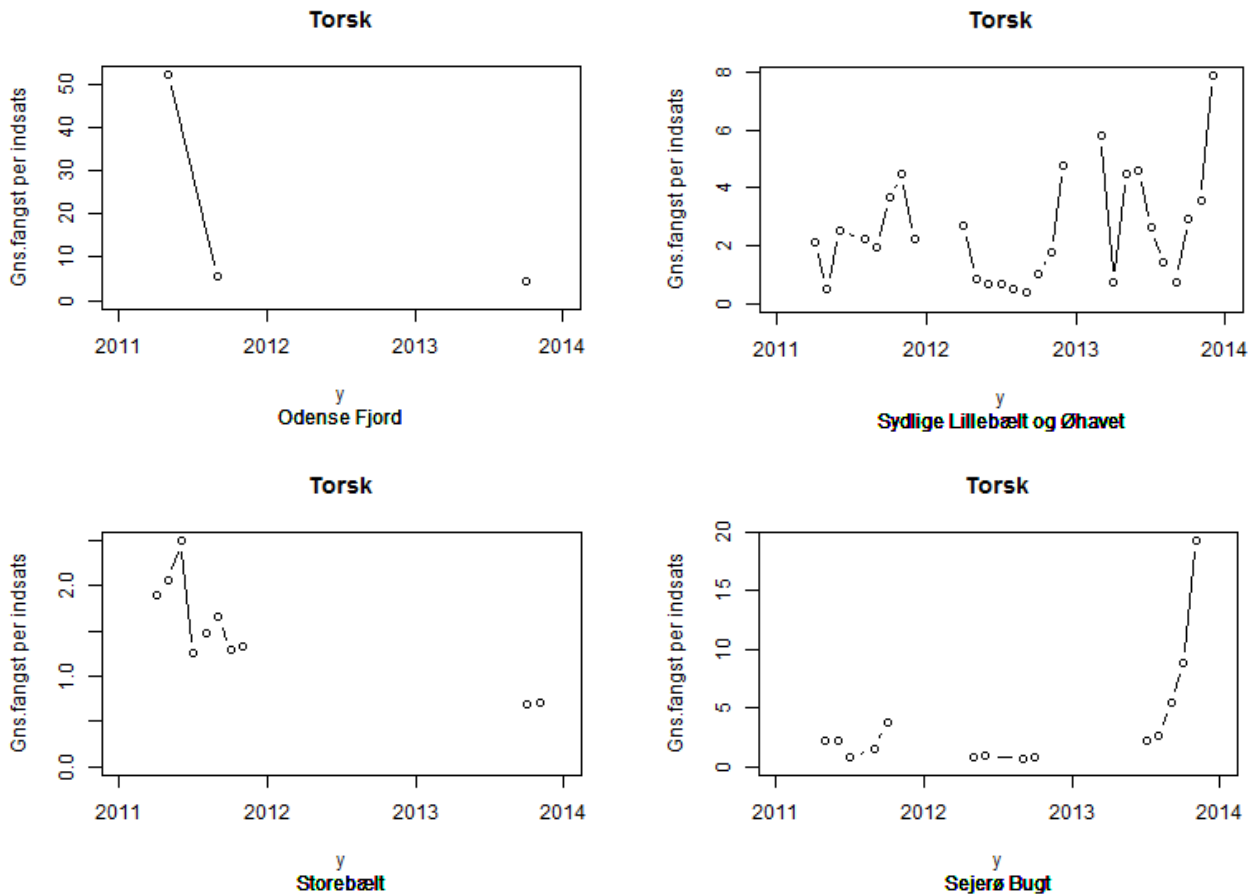 Torsk
Gns.fangst per indsats
50
40
30
20
10
0
2011 2012 2013 2014
y
Odense Fjord
Torsk
Gns.fangst per indsats
8
6
4
2
0
2011 2012 2013 2014
y
Sydlige Lillebælt og Øhavet
Torsk
Gns.fangst per indsats
2.0
1.0
0.0
2011 2012 2013 2014
y
Storebælt
Torsk
Gns.fangst per indsats
20
15
10
5
0
2011 2012 2013 2014
y
Sejerø Bugt